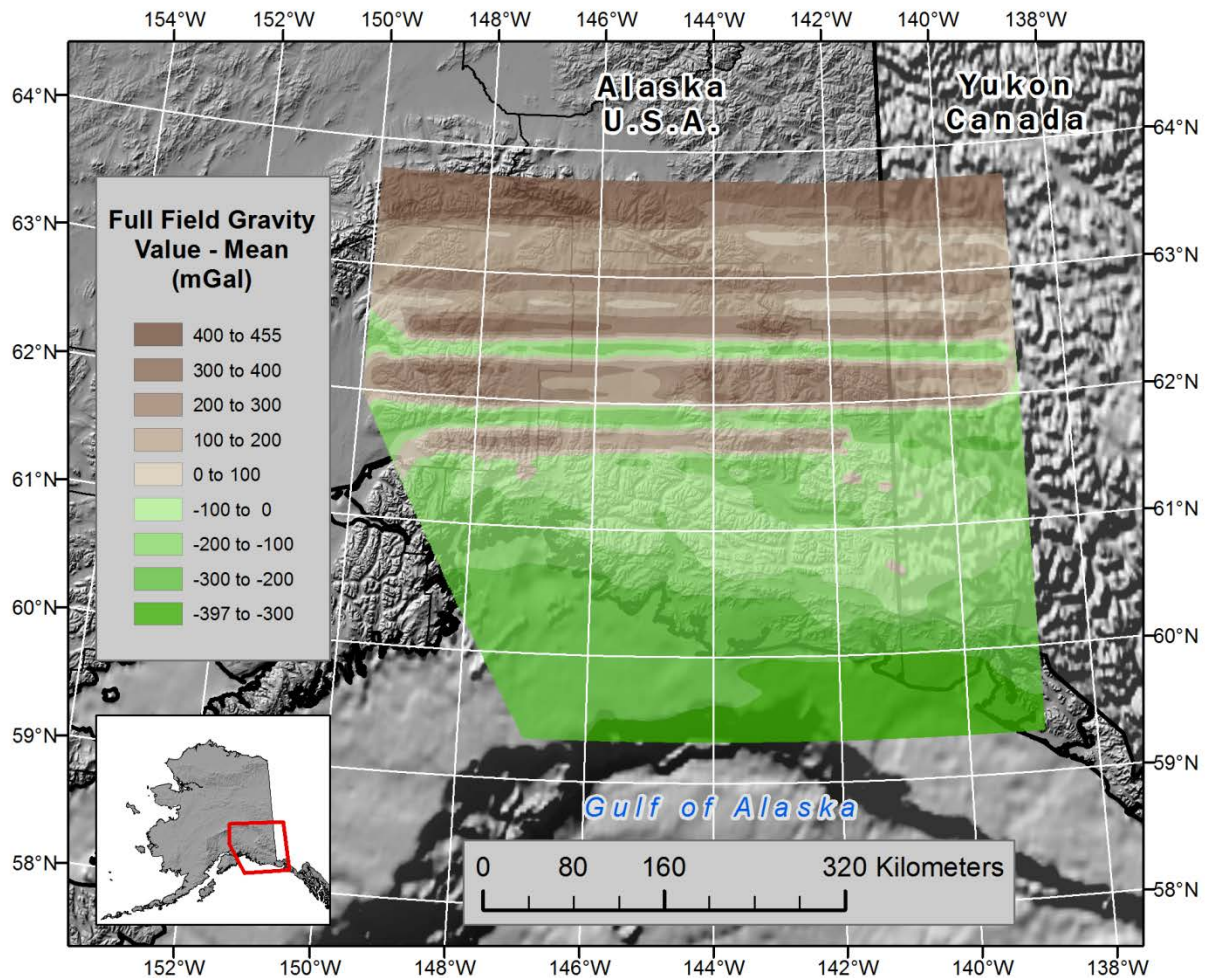 154°W 152°W 150°W 148°W 146°W 144°W 142°W 140°W 138°W
Alaska
U.S.A.
Yukon
Canada
64°N
64°N
63°N
63°N
62°N
62°N
61°N
61°N
60°N
60°N
59°N
59°N
58°N
58°N
Full Field Gravity
Value - Mean
(mGal)
400 to 455
300 to 400
200 to 300
100 to 200
0 to 100
-100 to 0
-200 to -100
-300 to -200
-397 to -300
Gulf of Alaska
0 80 160 320 Kilometers
152°W 150°W 148°W 146°W 144°W 142°W 140°W 138°W